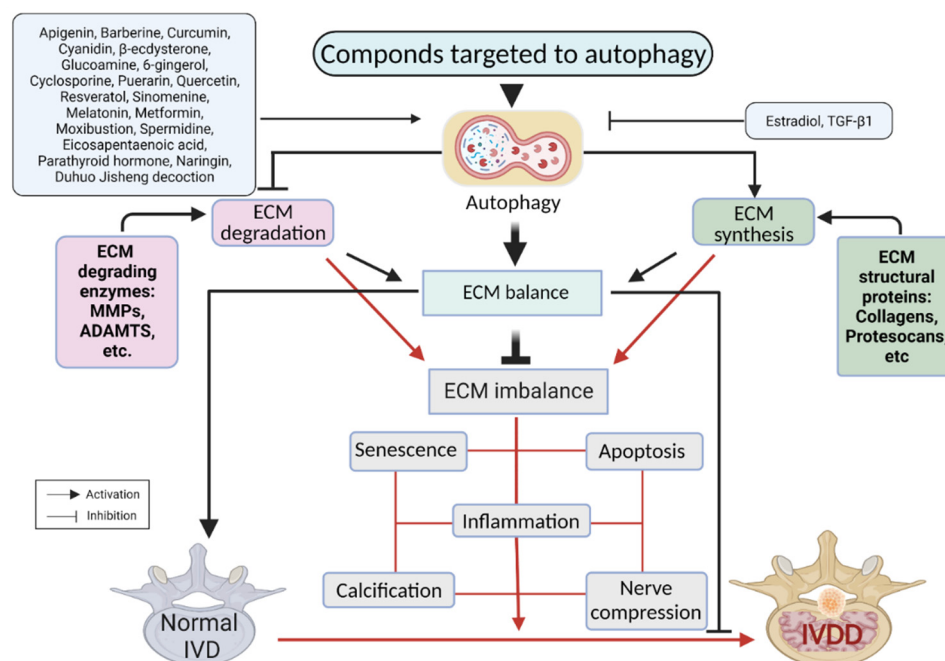 Apigenin, Barberine, Curcumin,
Cyanidin, β-ecdysterone,
Glucoamine, 6-gingerol,
Cyclosporine, Puerarin, Quercetin,
Resveratol, Sinomenine,
Melatonin, Metformin,
Moxibustion, Spermidine,
Eicosapentaenoic acid,
Parathyroid hormone, Naringin,
Duhuo Jisheng decoction
Componds targeted to autophagy
Estradiol, TGF-β1
Autophagy
ECM
degradation
ECM
synthesis
ECM
degrading
enzymes:
MMPs,
ADAMTS,
etc.
ECM balance
ECM
structural
proteins:
Collagens,
Protesocans,
etc
ECM imbalance
Senescence
Apoptosis
Inflammation
Calcification
Nerve
compression
Activation
Inhibition
Normal
IVD
IVDD